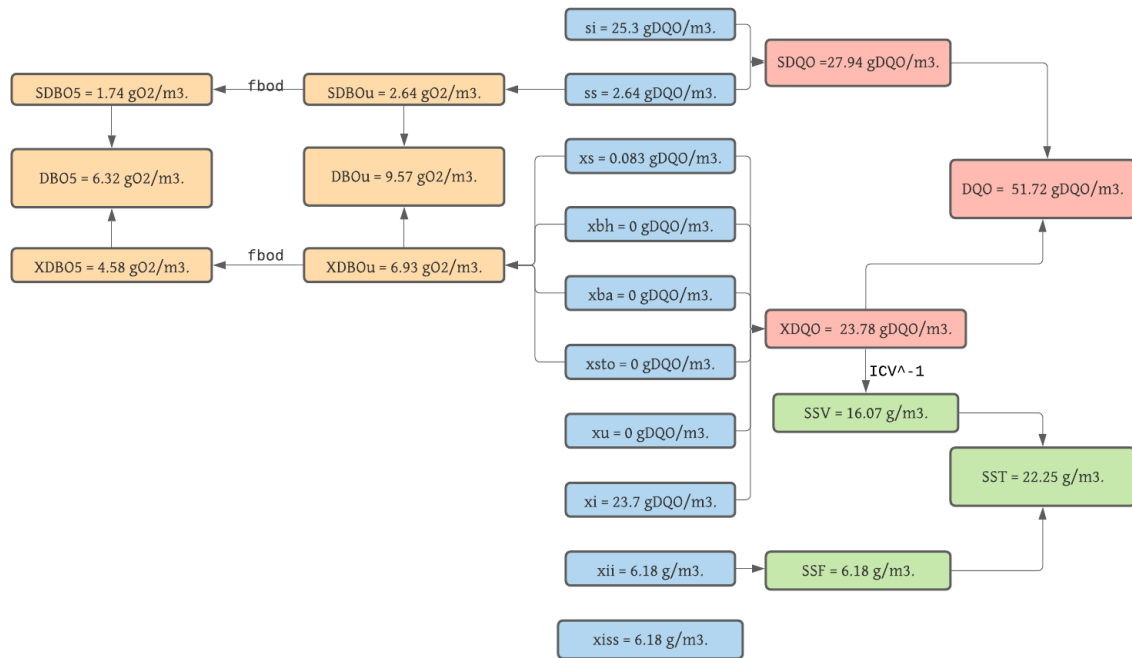 si = 25.3 gDQO/m3.
SDQO =27.94 gDQO/m3.
SDBO5 = 1.74 gO2/m3.
fbod
SDBOu = 2.64 gO2/m3.
ss = 2.64 gDQO/m3.
xs = 0.083 gDQO/m3.
DBO5 = 6.32 gO2/m3.
DBOu = 9.57 gO2/m3.
DQO = 51.72 gDQO/m3.
xbh = 0 gDQO/m3.
XDBO5 = 4.58 gO2/m3.
fbod
XDBOu = 6.93 gO2/m3.
xba = 0 gDQO/m3.
XDQO = 23.78 gDQO/m3.
xsto = 0 gDQO/m3.
ICV^-1
SSV = 16.07 g/m3.
xu = 0 gDQO/m3.
SST = 22.25 g/m3.
xi = 23.7 gDQO/m3.
xii = 6.18 g/m3.
SSF = 6.18 g/m3.
xiss = 6.18 g/m3.